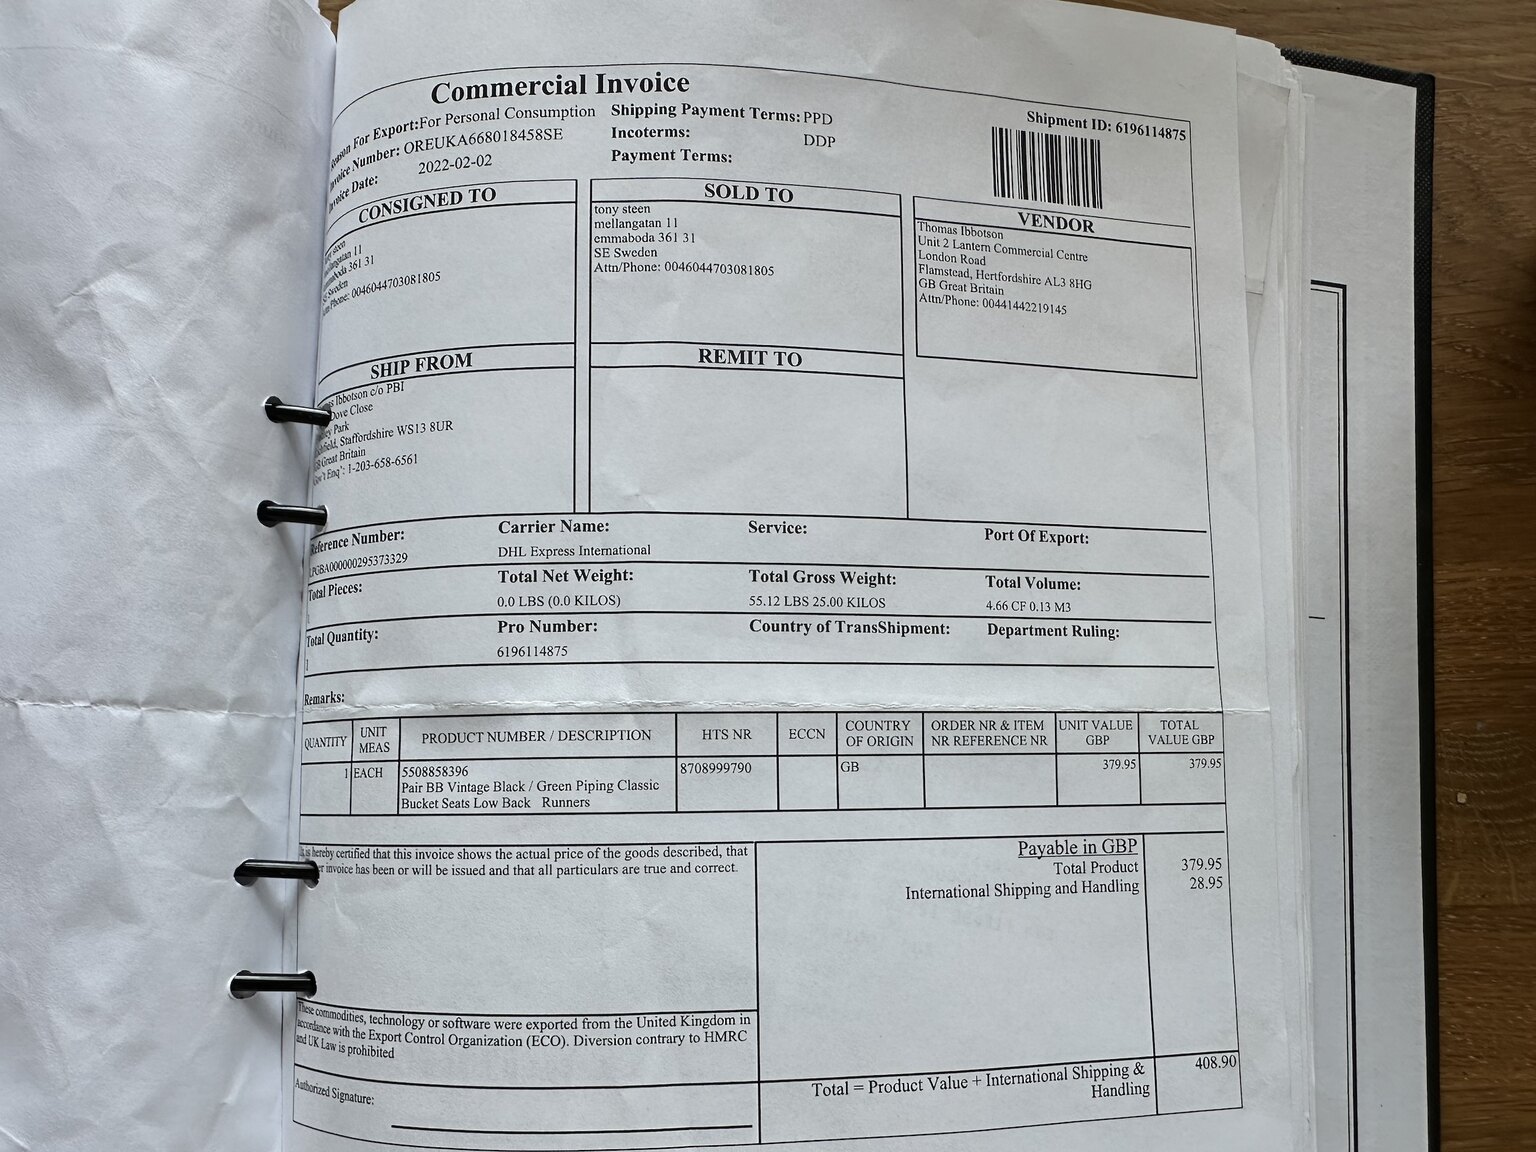 Commercial Invoice
Reason For Export:For Personal Consumption
Invoice Number: OREUKA668018458SE
Invoice Date: 2022-02-02
Shipping Payment Terms: PPD
Incoterms: DDP
Payment Terms:
Shipment ID: 6196114875
CONSIGNED TO
steen
mellangatan 11
emmaboda 361 31
SE Sweden
Attn/Phone: 0046044703081805
SOLD TO
tony steen
mellangatan 11
emmaboda 361 31
SE Sweden
Attn/Phone: 0046044703081805
VENDOR
Thomas Ibbotson
Unit 2 Lantern Commercial Centre
London Road
Flamstead, Hertfordshire AL3 8HG
GB Great Britain
Attn/Phone: 00441442219145
SHIP FROM
Ibbotson c/o PBI
Dove Close
Park
Staffordshire WS13 8UR
GB Great Britain
Gov't Enq': 1-203-658-6561
REMIT TO
Reference Number:
UPGBA000000295373329
Carrier Name:
DHL Express International
Service:
Port Of Export:
Total Pieces:
1
Total Net Weight:
0.0 LBS (0.0 KILOS)
Total Gross Weight:
55.12 LBS 25.00 KILOS
Total Volume:
4.66 CF 0.13 M3
Total Quantity:
1
Pro Number:
6196114875
Country of TransShipment:
Department Ruling:
Remarks:
QUANTITY UNIT MEAS PRODUCT NUMBER / DESCRIPTION HTS NR ECCN COUNTRY OF ORIGIN ORDER NR & ITEM NR REFERENCE NR UNIT VALUE GBP TOTAL VALUE GBP
1 EACH 5508858396 8708999790 GB 379.95 379.95
Pair BB Vintage Black / Green Piping Classic
Bucket Seats Low Back Runners
It is hereby certified that this invoice shows the actual price of the goods described, that
invoice has been or will be issued and that all particulars are true and correct.
Payable in GBP
Total Product 379.95
International Shipping and Handling 28.95
These commodities, technology or software were exported from the United Kingdom in
accordance with the Export Control Organization (ECO). Diversion contrary to HMRC
and UK Law is prohibited
Authorized Signature:
Total = Product Value + International Shipping & 408.90
Handling